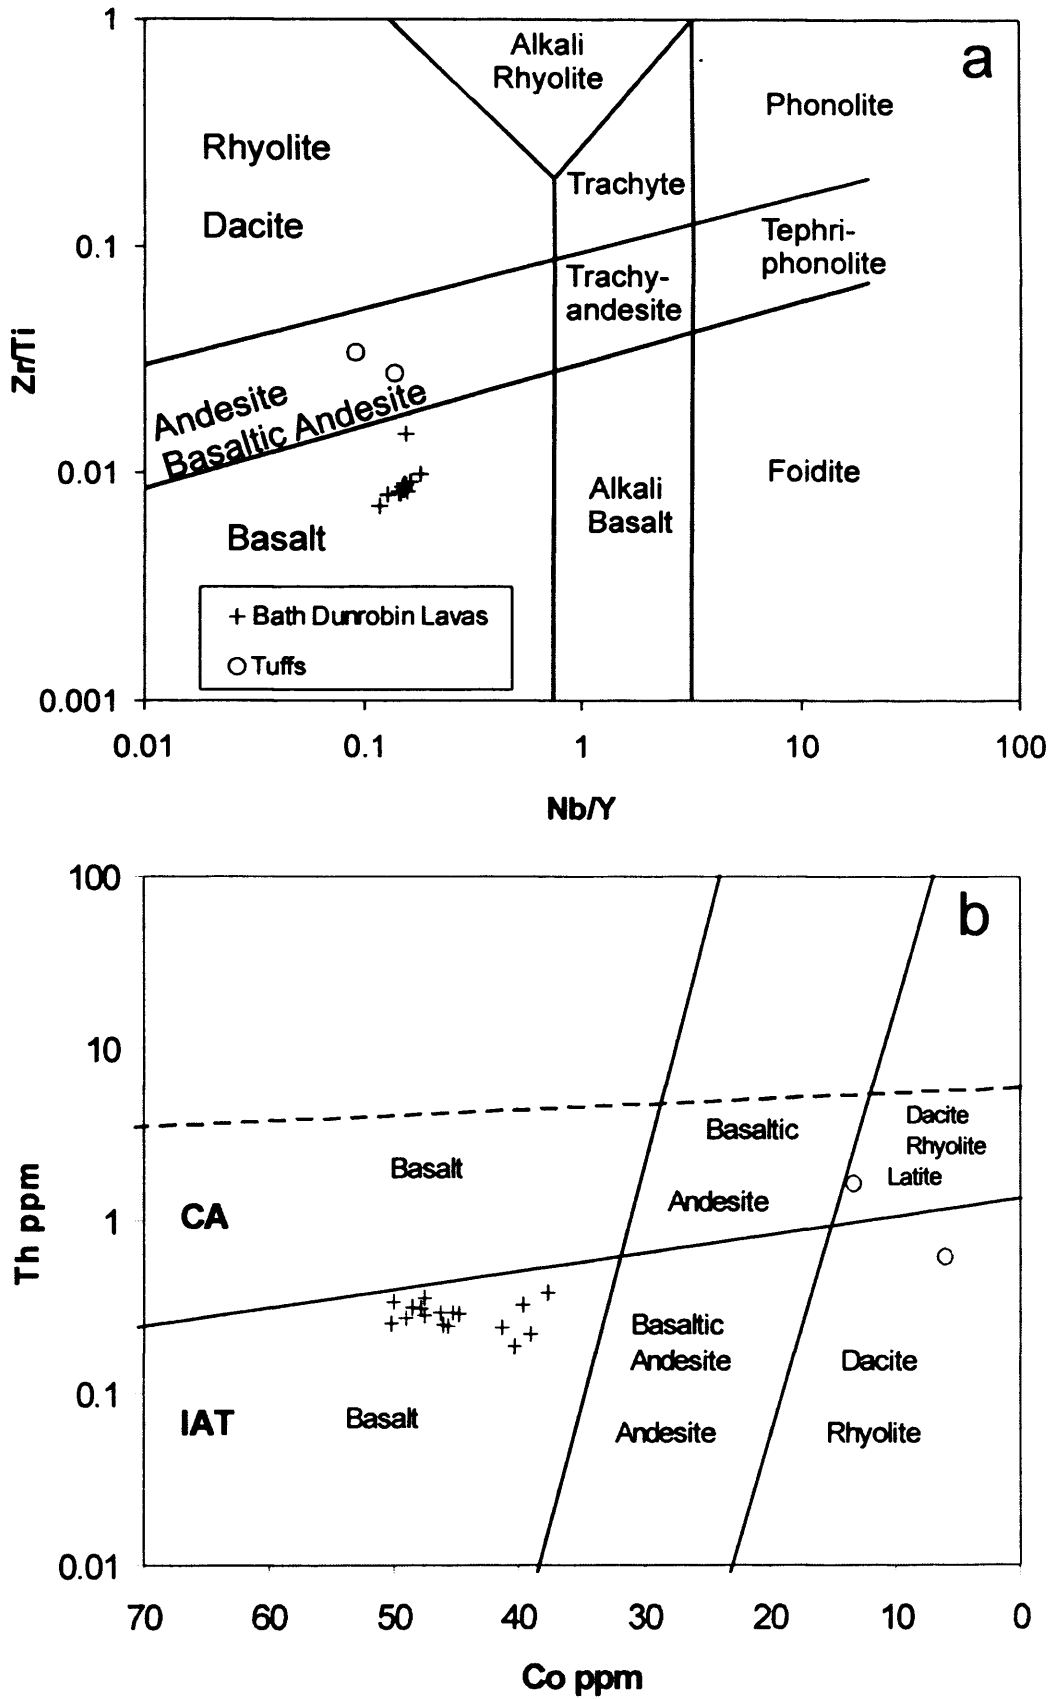 1
Alkali
Rhyolite
a
Phonolite
Rhyolite
Trachyte
Dacite
0.1
Tephri-
phonolite
Trachy-
andesite
Zr/Ti
Andesite
Basaltic Andesite
0.01
Foidite
Alkali
Basalt
Basalt
+ Bath Dunrobin Lavas
Tuffs
0.001
0.01 0.1 1 10 100
Nb/Y
100
b
10
Dacite
Rhyolite
Latite
Basaltic
Andesite
Basalt
CA
1
Th ppm
Basaltic
Andesite
Dacite
0.1
IAT
Basalt
Andesite
Rhyolite
0.01
70 60 50 40 30 20 10 0
Co ppm